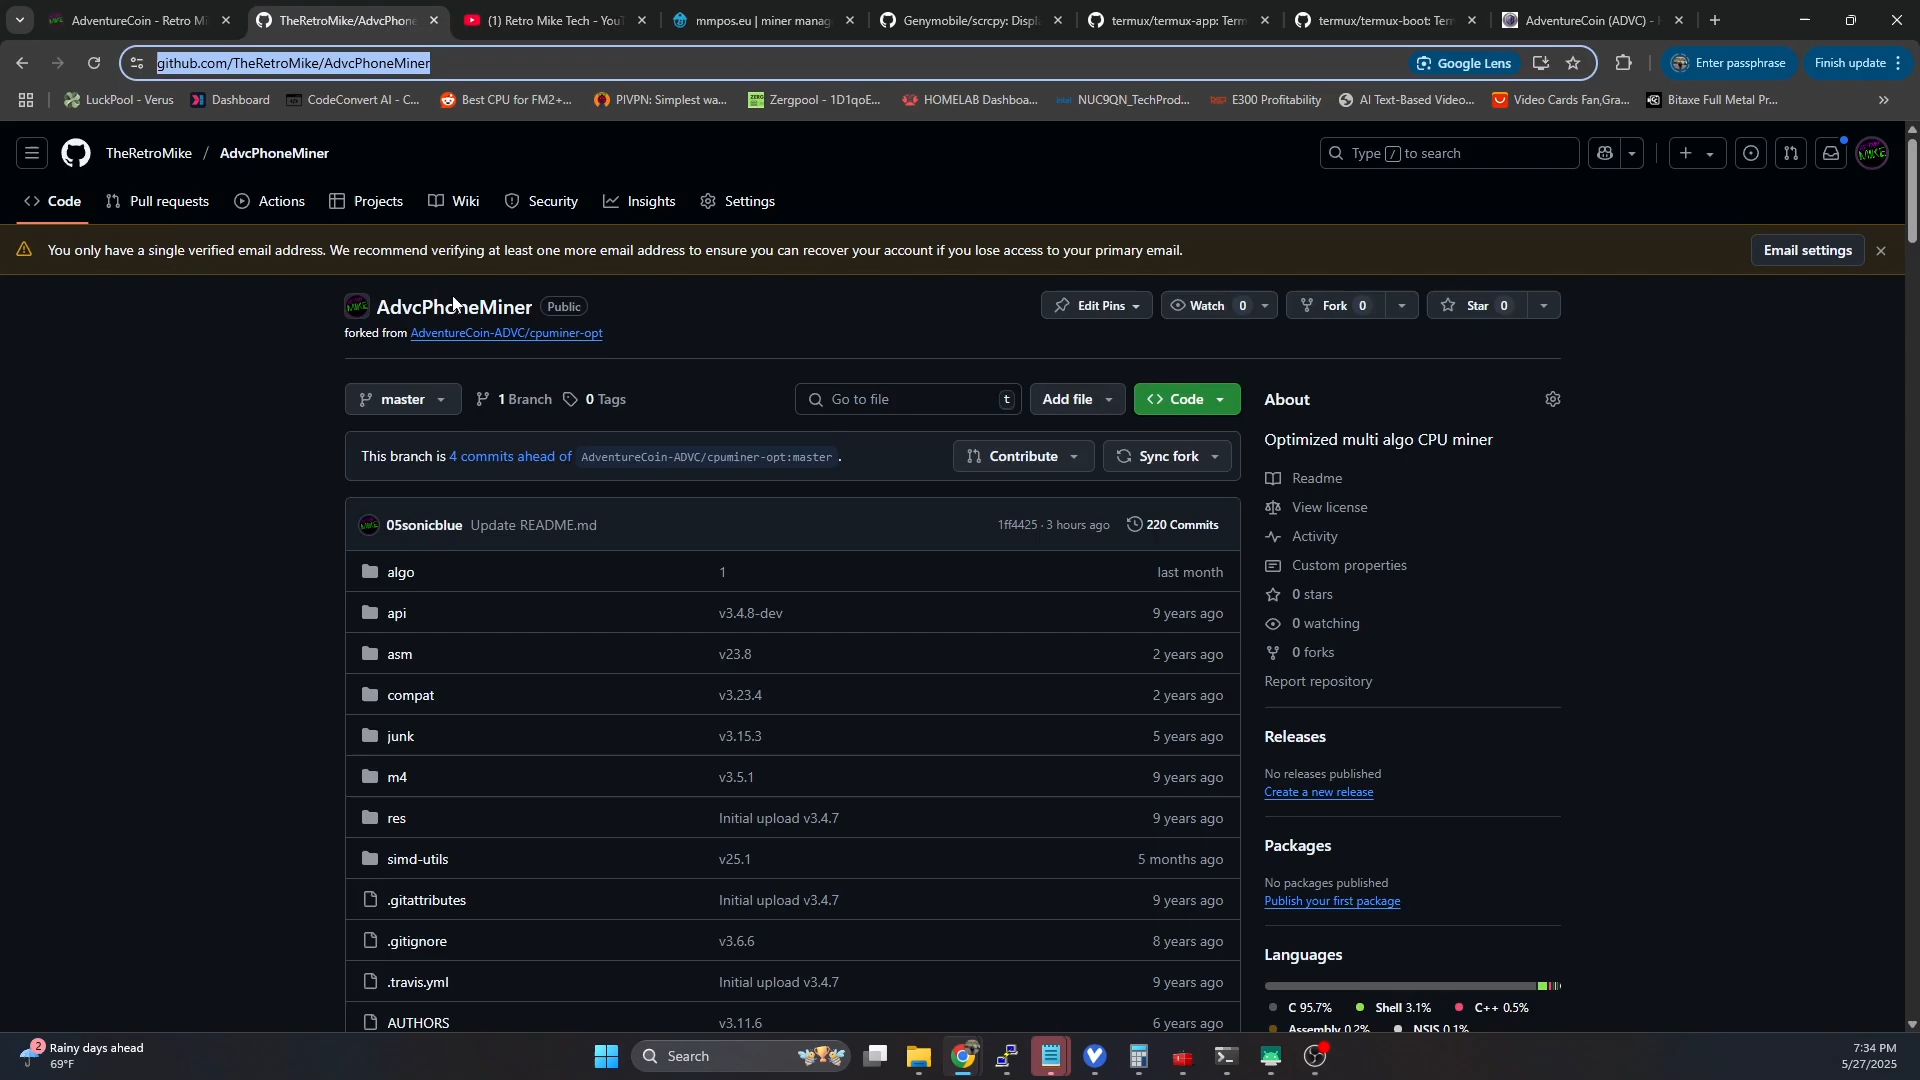 AdventureCoin - Retro Mi
TheRetroMike/AdvcPhone
(1) Retro Mike Tech - YouT
mmpos.eu | miner manag
Genymobile/scrcpy: Displ
termux/termux-app: Term
termux/termux-boot: Ter
AdventureCoin (ADVC) -
github.com/TheRetroMike/AdvcPhoneMiner
Google Lens
Enter passphrase
Finish update
LuckPool - Verus
Dashboard
CodeConvert AI - C...
Best CPU for FM2+...
PIVPN: Simplest wa...
Zergpool - 1D1qoE...
HOMELAB Dashboa...
NUC9QN_TechProd...
E300 Profitability
AI Text-Based Video...
Video Cards Fan,Gra...
Bitaxe Full Metal Pr...
TheRetroMike / AdvcPhoneMiner
Type / to search
Code
Pull requests
Actions
Projects
Wiki
Security
Insights
Settings
You only have a single verified email address. We recommend verifying at least one more email address to ensure you can recover your account if you lose access to your primary email.
Email settings
AdvcPhoneMiner
Public
Edit Pins
Watch 0
Fork 0
Star 0
forked from AdventureCoin-ADVC/cpuminer-opt
master
1 Branch
0 Tags
Go to file
t
Add file
Code
About
Optimized multi algo CPU miner
This branch is 4 commits ahead of AdventureCoin-ADVC/cpuminer-opt:master .
Contribute
Sync fork
Readme
View license
Activity
Custom properties
0 stars
0 watching
0 forks
Report repository
05sonicblue Update README.md
1ff4425 · 3 hours ago
220 Commits
algo 1 last month
api v3.4.8-dev 9 years ago
asm v23.8 2 years ago
compat v3.23.4 2 years ago
junk v3.15.3 5 years ago
m4 v3.5.1 9 years ago
res Initial upload v3.4.7 9 years ago
simd-utils v25.1 5 months ago
.gitattributes Initial upload v3.4.7 9 years ago
.gitignore v3.6.6 8 years ago
.travis.yml Initial upload v3.4.7 9 years ago
AUTHORS v3.11.6 6 years ago
Releases
No releases published
Create a new release
Packages
No packages published
Publish your first package
Languages
C 95.7%
Shell 3.1%
C++ 0.5%
Assembly 0.2%
NSIS 0.1%
2
Rainy days ahead
69°F
Search
7:34 PM
5/27/2025